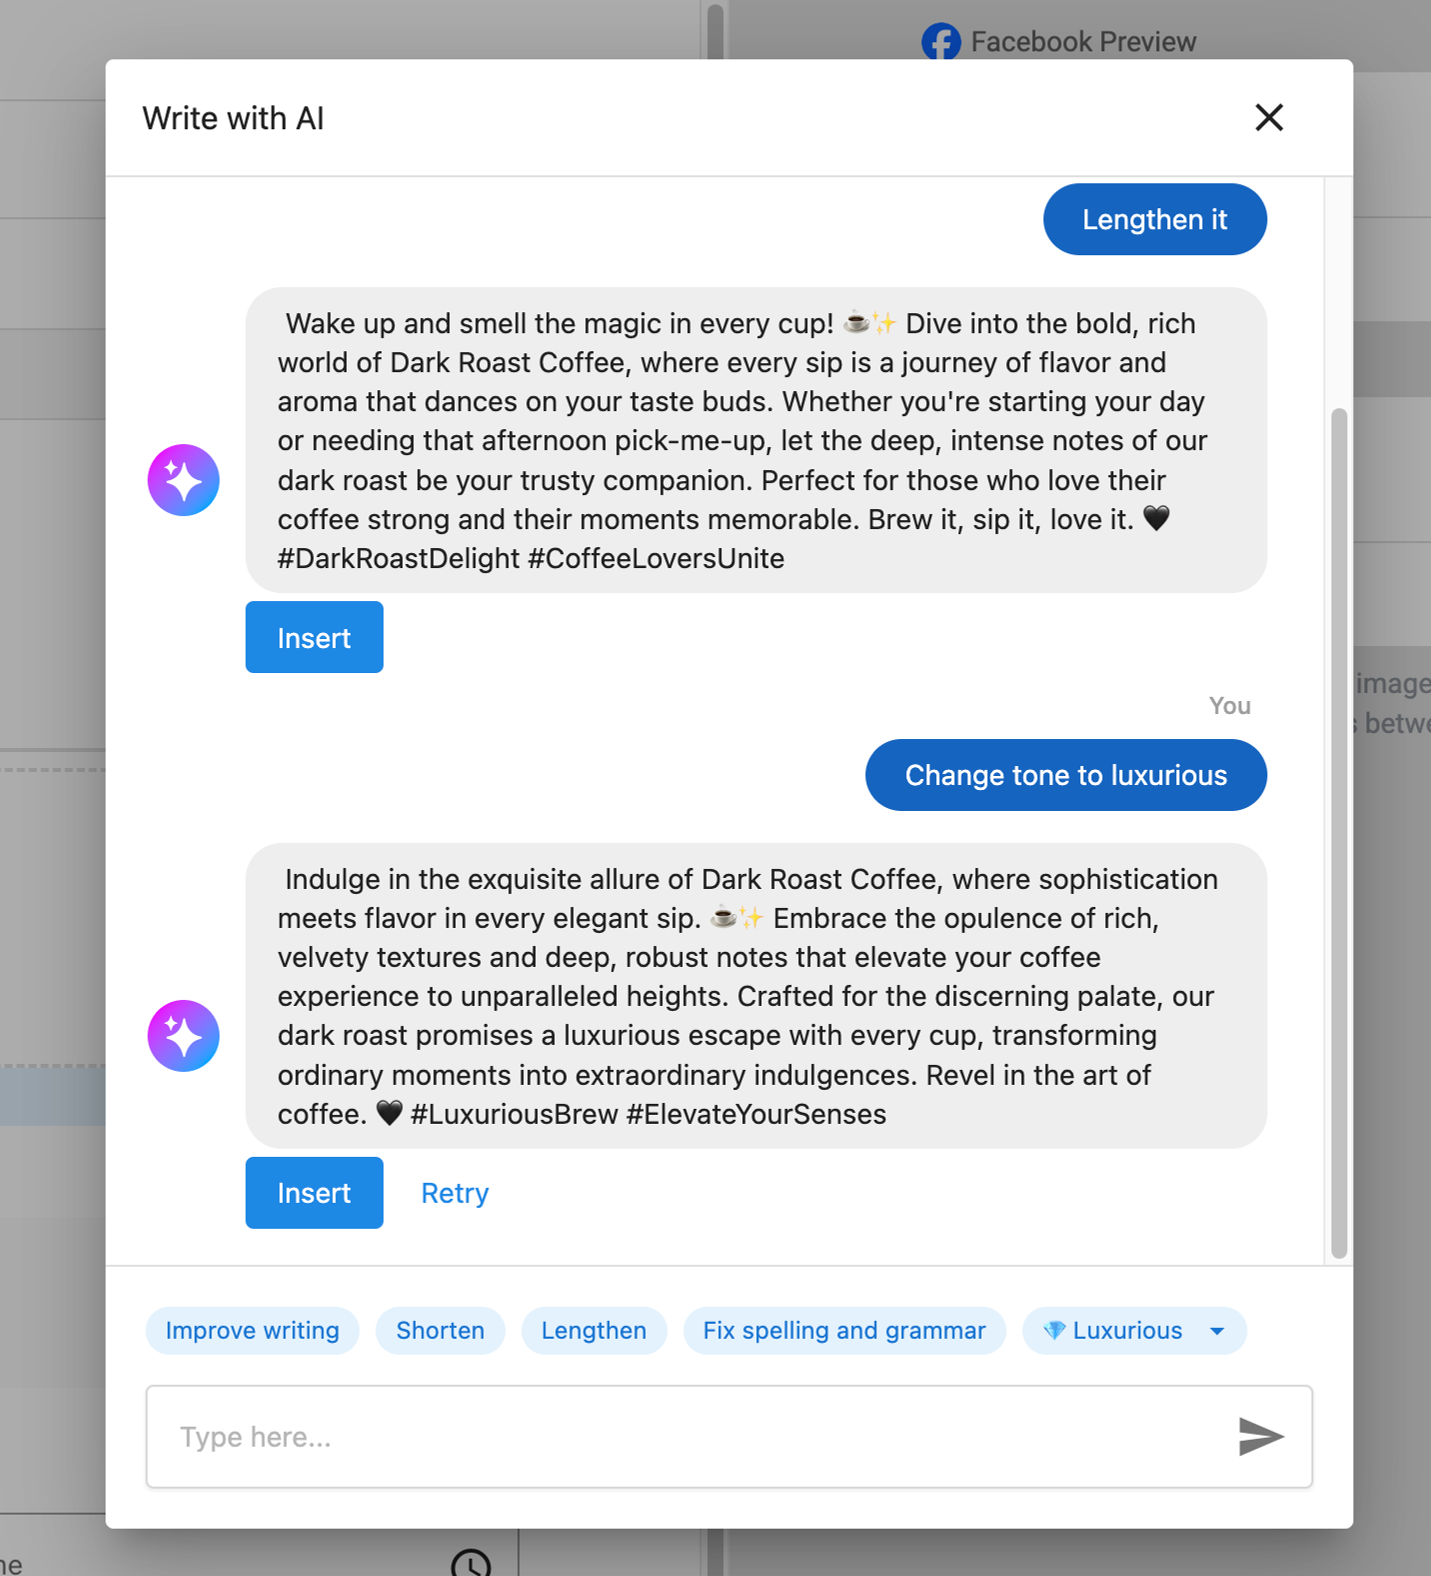 Facebook Preview
Write with AI
Lengthen it
Wake up and smell the magic in every cup! ☕✨ Dive into the bold, rich
world of Dark Roast Coffee, where every sip is a journey of flavor and
aroma that dances on your taste buds. Whether you're starting your day
or needing that afternoon pick-me-up, let the deep, intense notes of our
dark roast be your trusty companion. Perfect for those who love their
coffee strong and their moments memorable. Brew it, sip it, love it. 🖤
#DarkRoastDelight #CoffeeLoversUnite
Insert
image
You
betwe
Change tone to luxurious
Indulge in the exquisite allure of Dark Roast Coffee, where sophistication
meets flavor in every elegant sip. ☕✨ Embrace the opulence of rich,
velvety textures and deep, robust notes that elevate your coffee
experience to unparalleled heights. Crafted for the discerning palate, our
dark roast promises a luxurious escape with every cup, transforming
ordinary moments into extraordinary indulgences. Revel in the art of
coffee. 🖤 #LuxuriousBrew #ElevateYourSenses
Insert Retry
Improve writing Shorten Lengthen Fix spelling and grammar 💎 Luxurious
Type here...